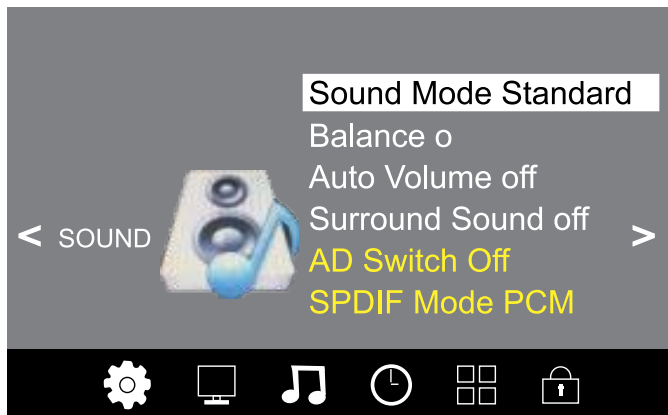 Sound Mode Standard
Balance o
Auto Volume off
Surround Sound off
< SOUND >
AD Switch Off
SPDIF Mode PCM